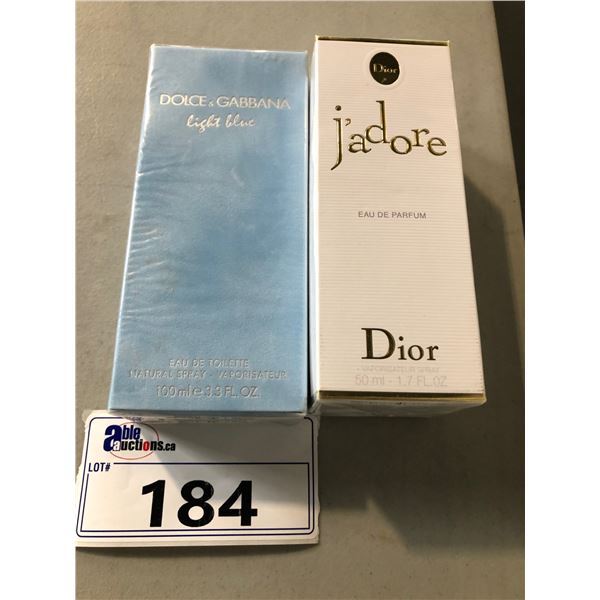 DOLCE & GABBANA
light blue
EAU DE TOILETTE
NATURAL SPRAY - VAPORISATEUR
100 ml e 3.3 FL. OZ.
Dior
j'adore
EAU DE PARFUM
Dior
VAPORISATEUR SPRAY
50 ml - 1.7 FL.OZ
able auctions.ca
LOT#
184